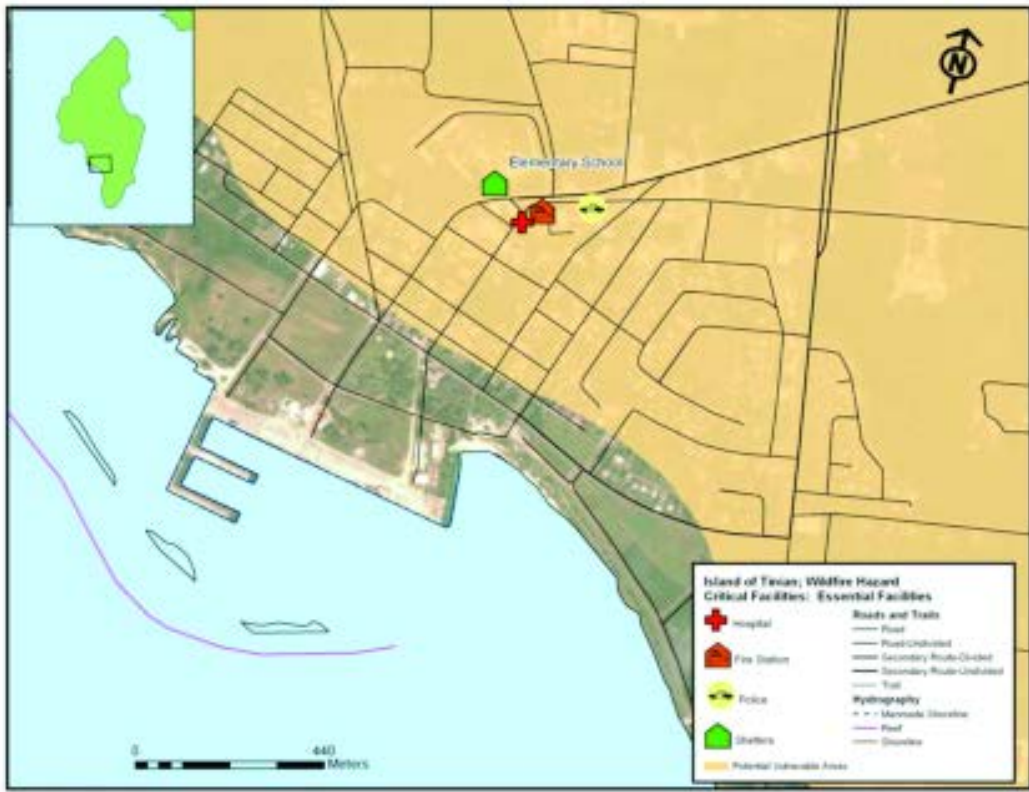 N
Elementary School
0 440
Meters
Island of Tinian; Wildfire Hazard
Critical Facilities: Essential Facilities
Hospital
Fire Station
Police
Shelters
Potential Vulnerable Areas
Roads and Trails
Road
Road-Undivided
Secondary Route-Divided
Secondary Route-Undivided
Trail
Hydrography
Manmade Shoreline
Reef
Shoreline